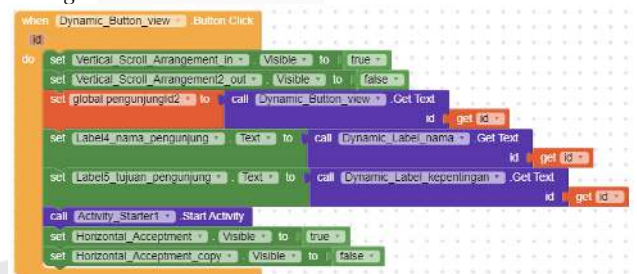 when Dynamic_Button_view .Button Click
id
do set Vertical_Scroll_Arrangement_in . Visible to true
set Vertical_Scroll_Arrangement2_out . Visible to false
set global pengunjungId2 to call Dynamic_Button_view .Get Text
id get id
set Label4_nama_pengunjung . Text to call Dynamic_Label_nama .Get Text
id get id
set Label5_tujuan_pengunjung . Text to call Dynamic_Label_kepentingan .Get Text
id get id
call Activity_Starter1 .Start Activity
set Horizontal_Acceptment . Visible to true
set Horizontal_Acceptment_copy . Visible to false